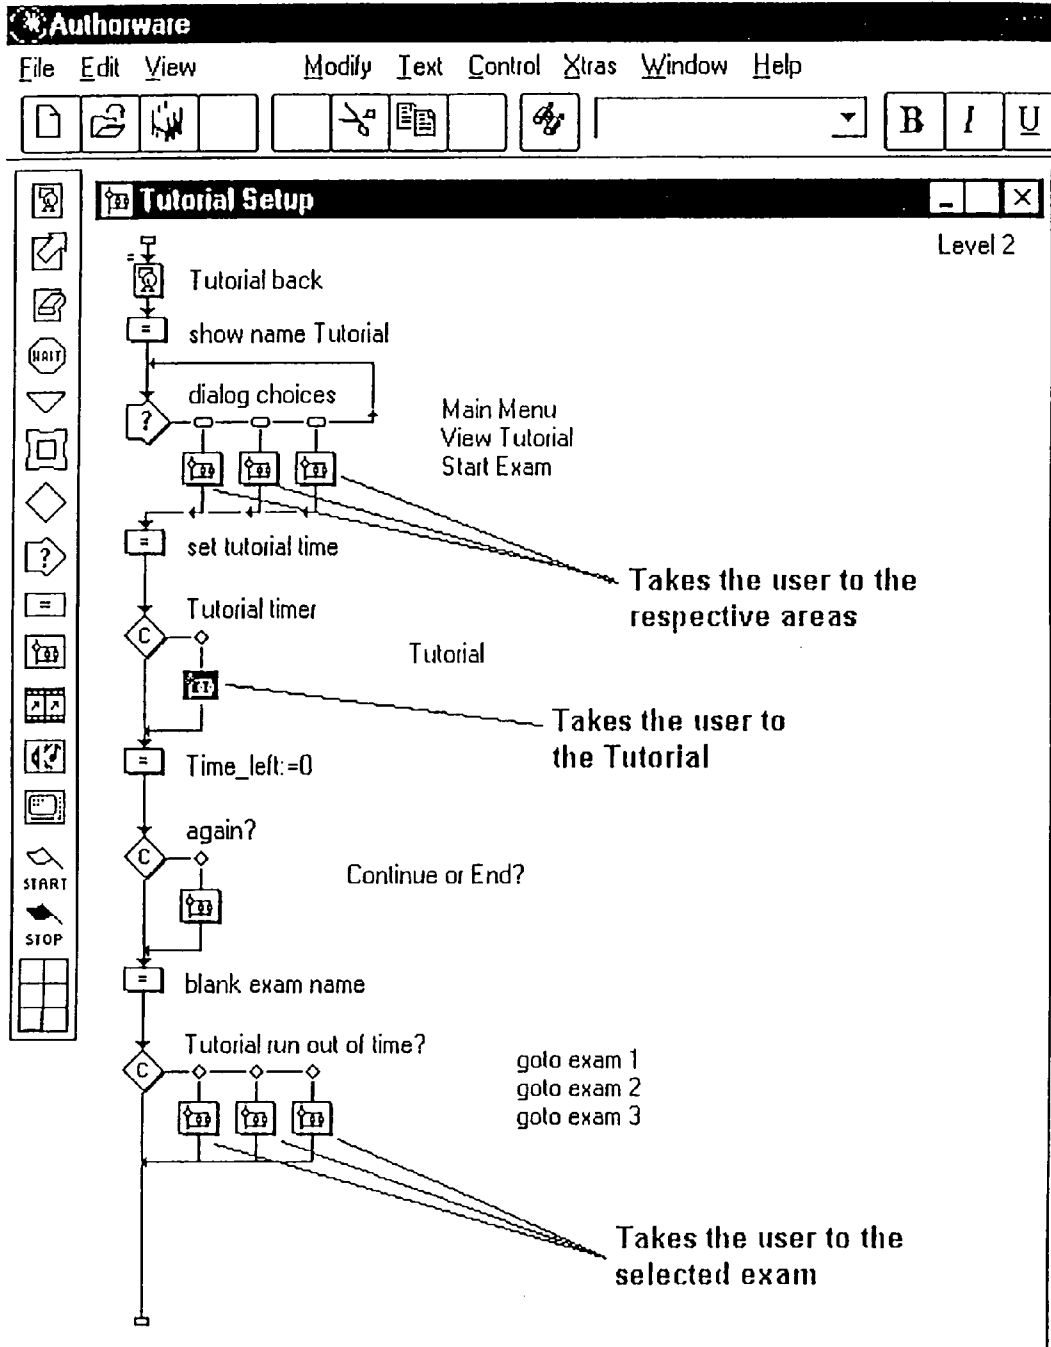 Authorware
File Edit View Modify Text Control Xtras Window Help
B I U
Tutorial Setup
Level 2
Tutorial back
=
= show name Tutorial
dialog choices
?
Main Menu
View Tutorial
Start Exam
WAIT
?
=
= set tutorial time
Takes the user to the
respective areas
Tutorial timer
C
Tutorial
Takes the user to
the Tutorial
= Time_left:=0
again?
C
Continue or End?
START
STOP
= blank exam name
Tutorial run out of time?
C
goto exam 1
goto exam 2
goto exam 3
Takes the user to the
selected exam